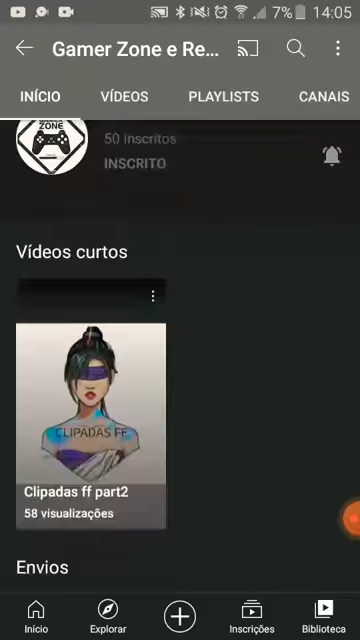 7% 14:05
Gamer Zone e Re...
INÍCIO VÍDEOS PLAYLISTS CANAIS
ZONE
50 inscritos
INSCRITO
Vídeos curtos
CLIPADAS FF
Clipadas ff part2
58 visualizações
Envios
Início Explorar Inscrições Biblioteca